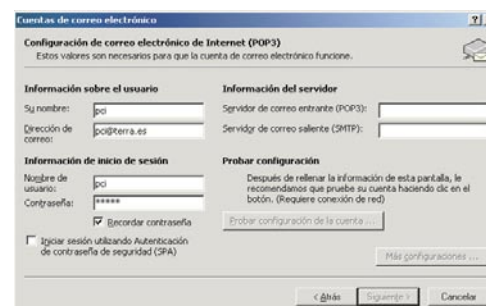 Cuentas de correo electrónico
Configuración de correo electrónico de Internet (POP3)
Estos valores son necesarios para que la cuenta de correo electrónico funcione.
Información sobre el usuario
Su nombre: pci
Dirección de correo: pci@terra.es
Información del servidor
Servidor de correo entrante (POP3):
Servidor de correo saliente (SMTP):
Información de inicio de sesión
Nombre de usuario: pci
Contraseña: *****
Recordar contraseña
Iniciar sesión utilizando Autenticación
de contraseña de seguridad (SPA)
Probar configuración
Después de rellenar la información de esta pantalla, le
recomendamos que pruebe su cuenta haciendo clic en el
botón. (Requiere conexión de red)
Probar configuración de la cuenta ...
Más configuraciones ...
< Atrás
Siguiente >
Cancelar